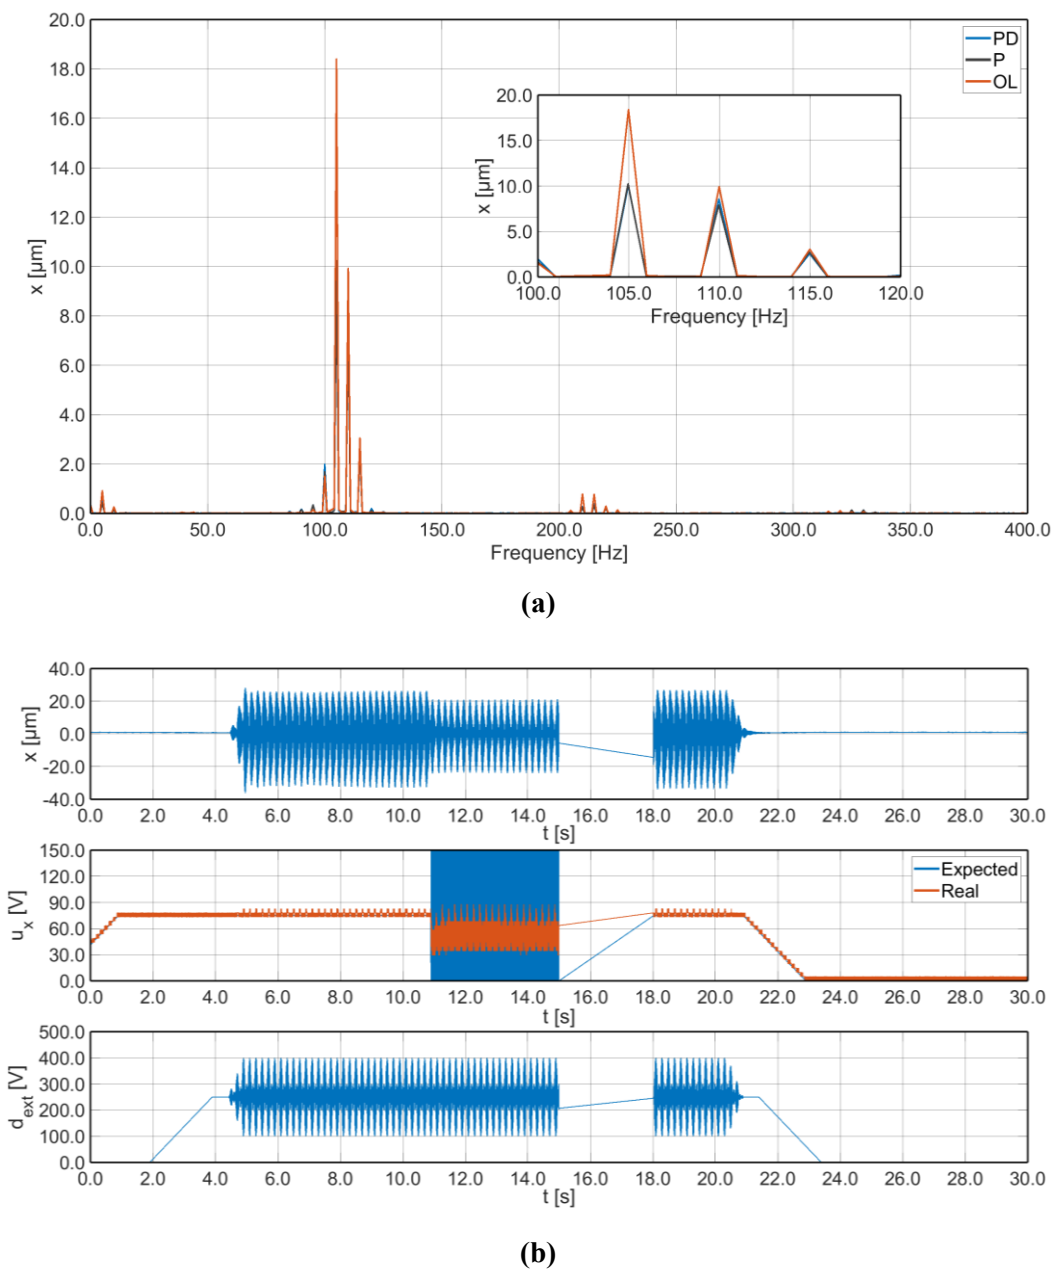 20.0
18.0
16.0
14.0
12.0
10.0
8.0
6.0
4.0
2.0
0.0
x [µm]
0.0 50.0 100.0 150.0 200.0 250.0 300.0 350.0 400.0
Frequency [Hz]
PD
P
OL
20.0
15.0
10.0
5.0
0.0
x [µm]
100.0 105.0 110.0 115.0 120.0
Frequency [Hz]
(a)
40.0
20.0
0.0
-20.0
-40.0
x [µm]
0.0 2.0 4.0 6.0 8.0 10.0 12.0 14.0 16.0 18.0 20.0 22.0 24.0 26.0 28.0 30.0
t [s]
150.0
120.0
90.0
60.0
30.0
0.0
u_x [V]
Expected
Real
0.0 2.0 4.0 6.0 8.0 10.0 12.0 14.0 16.0 18.0 20.0 22.0 24.0 26.0 28.0 30.0
t [s]
500.0
400.0
300.0
200.0
100.0
0.0
d_ext [V]
0.0 2.0 4.0 6.0 8.0 10.0 12.0 14.0 16.0 18.0 20.0 22.0 24.0 26.0 28.0 30.0
t [s]
(b)